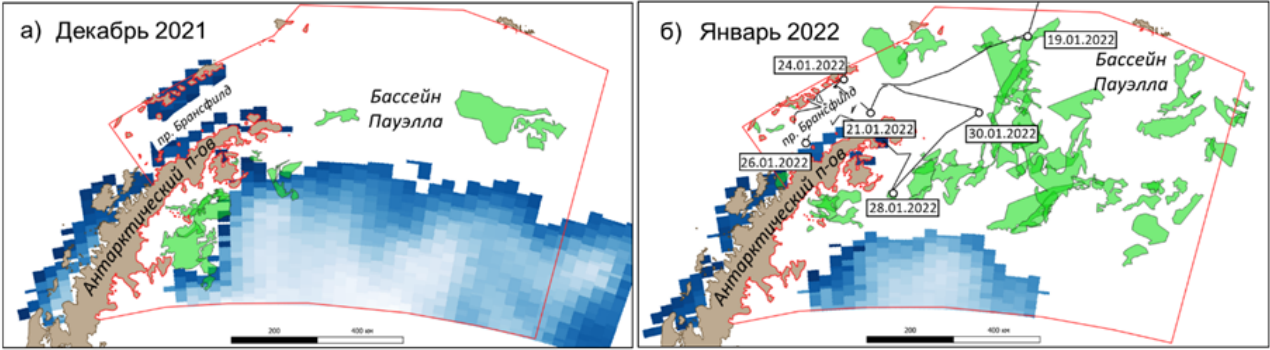 а) Декабрь 2021
Бассейн
Пауэлла
пр. Брансфилд
Антарктический п-ов
200
400 км
б) Январь 2022
19.01.2022
24.01.2022
Бассейн
Пауэлла
пр. Брансфилд
21.01.2022
30.01.2022
26.01.2022
28.01.2022
Антарктический п-ов
200
400 км